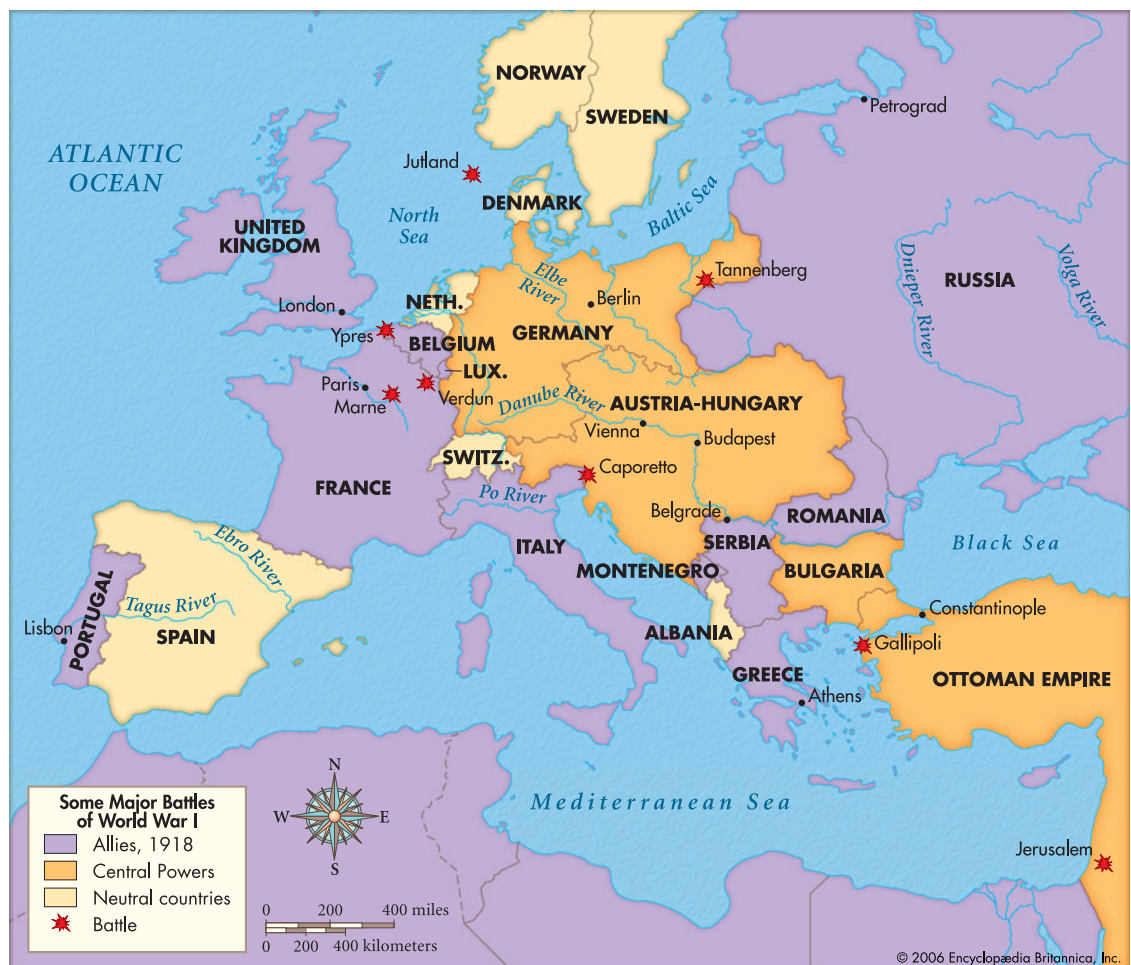 NORWAY
SWEDEN
Petrograd
ATLANTIC
OCEAN
Jutland
DENMARK
North
Sea
Baltic Sea
UNITED
KINGDOM
Tannenberg
Dnieper River
RUSSIA
Volga River
Elbe
River
Berlin
London
NETH.
Ypres
BELGIUM
GERMANY
LUX.
Paris
Marne
Verdun
Danube River
AUSTRIA-HUNGARY
Vienna
Budapest
SWITZ.
Caporetto
FRANCE
Po River
Belgrade
ROMANIA
ITALY
SERBIA
Black Sea
Ebro River
MONTENEGRO
BULGARIA
PORTUGAL
Tagus River
Constantinople
Lisbon
SPAIN
ALBANIA
Gallipoli
GREECE
OTTOMAN EMPIRE
Athens
Mediterranean Sea
Jerusalem
Some Major Battles
of World War I
Allies, 1918
Central Powers
Neutral countries
Battle
N
W
E
S
0 200 400 miles
0 200 400 kilometers
© 2006 Encyclopædia Britannica, Inc.